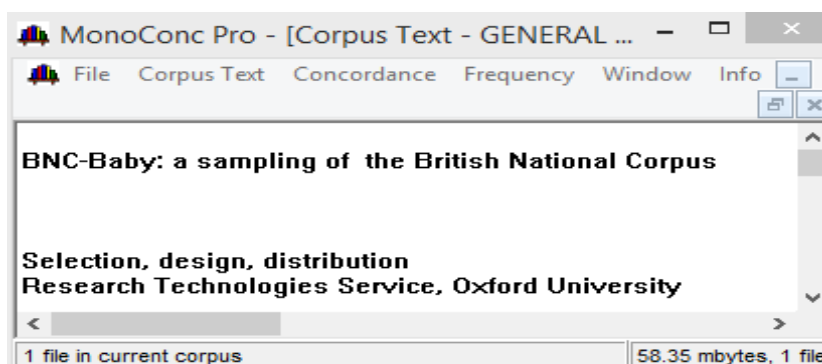 MonoConc Pro - [Corpus Text - GENERAL ...
File Corpus Text Concordance Frequency Window Info
BNC-Baby: a sampling of the British National Corpus
Selection, design, distribution
Research Technologies Service, Oxford University
1 file in current corpus 58.35 mbytes, 1 file